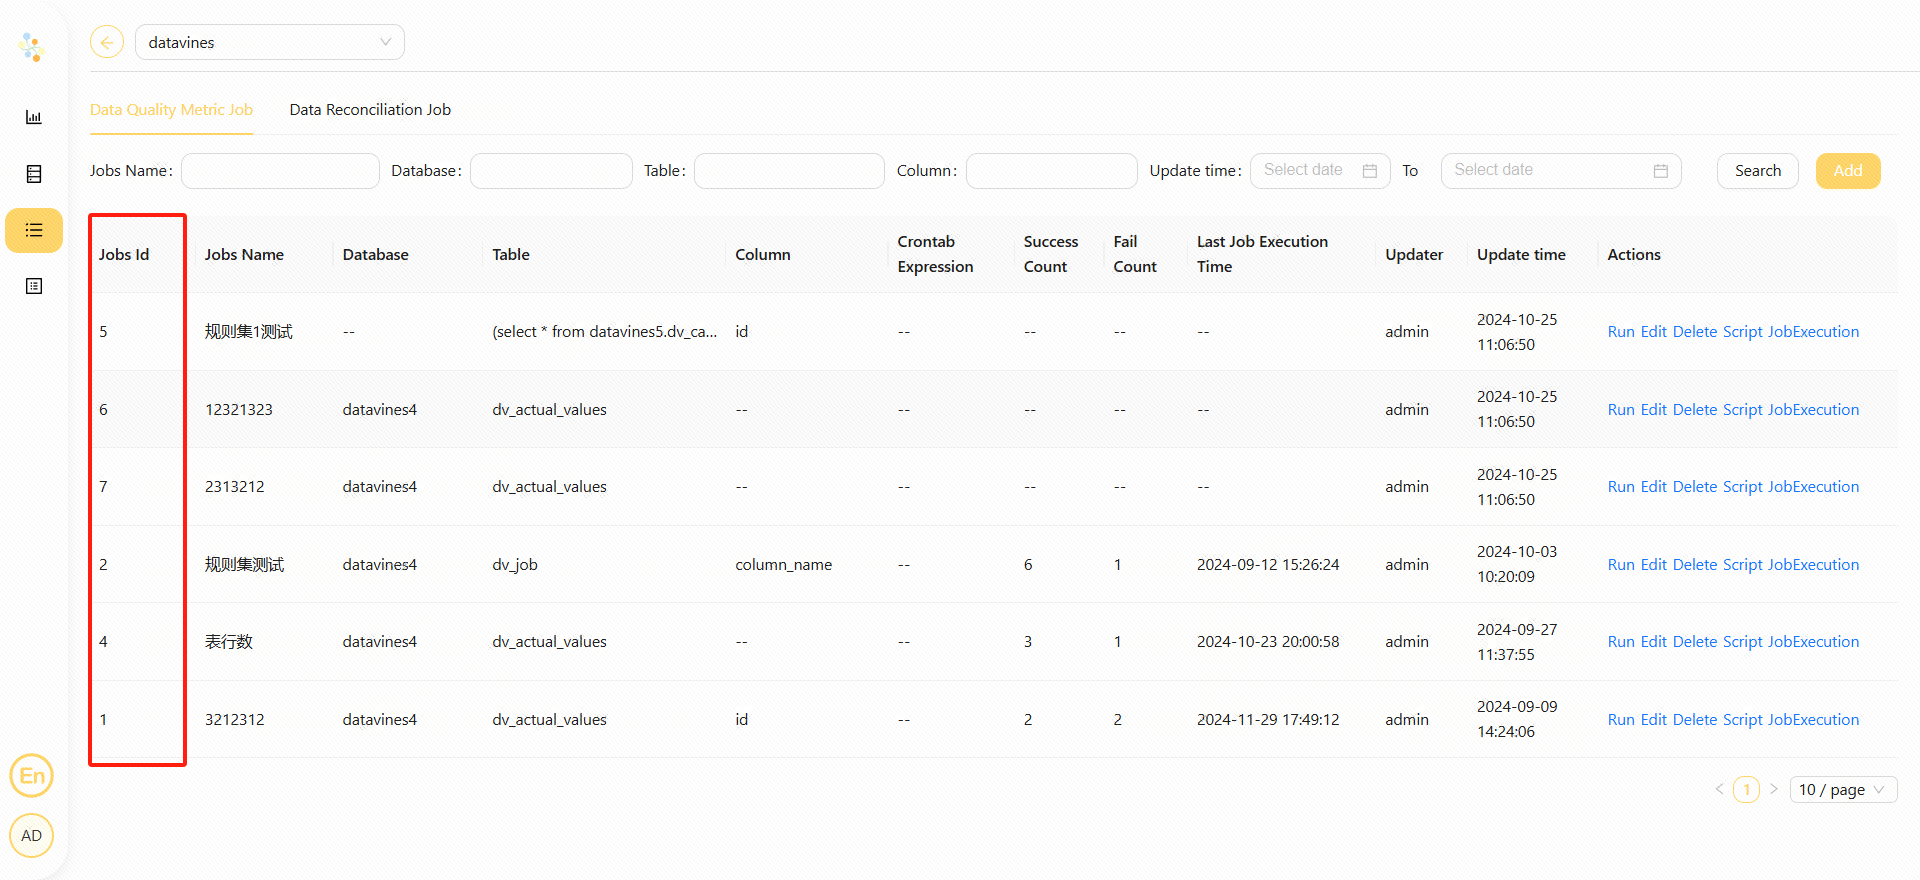 datavines
Data Quality Metric Job Data Reconciliation Job
Jobs Name: Database: Table: Column: Update time: Select date To Select date Search Add
Jobs Id Jobs Name Database Table Column Crontab Expression Success Count Fail Count Last Job Execution Time Updater Update time Actions
5 规则集1测试 -- (select * from datavines5.dv_ca... id -- -- -- -- admin 2024-10-25 11:06:50 Run Edit Delete Script JobExecution
6 12321323 datavines4 dv_actual_values -- -- -- -- -- admin 2024-10-25 11:06:50 Run Edit Delete Script JobExecution
7 2313212 datavines4 dv_actual_values -- -- -- -- -- admin 2024-10-25 11:06:50 Run Edit Delete Script JobExecution
2 规则集测试 datavines4 dv_job column_name -- 6 1 2024-09-12 15:26:24 admin 2024-10-03 10:20:09 Run Edit Delete Script JobExecution
4 表行数 datavines4 dv_actual_values -- -- 3 1 2024-10-23 20:00:58 admin 2024-09-27 11:37:55 Run Edit Delete Script JobExecution
1 3212312 datavines4 dv_actual_values id -- 2 2 2024-11-29 17:49:12 admin 2024-09-09 14:24:06 Run Edit Delete Script JobExecution
< 1 > 10 / page
En
AD